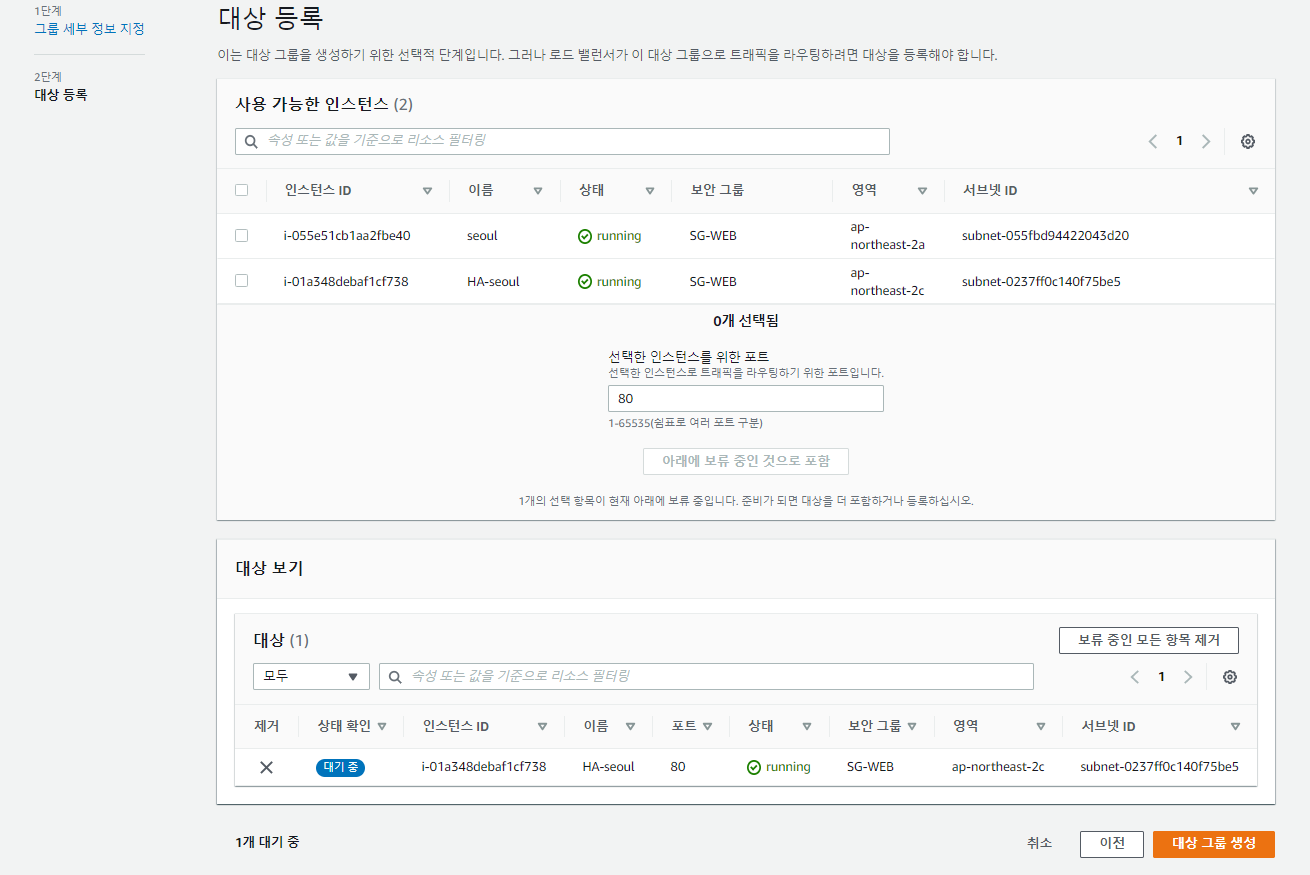 1단계
그룹 세부 정보 지정
2단계
대상 등록
대상 등록
이는 대상 그룹을 생성하기 위한 선택적 단계입니다. 그러나 로드 밸런서가 이 대상 그룹으로 트래픽을 라우팅하려면 대상을 등록해야 합니다.
사용 가능한 인스턴스 (2)
속성 또는 값을 기준으로 리소스 필터링
1
인스턴스 ID 이름 상태 보안 그룹 영역 서브넷 ID
i-055e51cb1aa2fbe40 seoul running SG-WEB ap-northeast-2a subnet-055fbd94422043d20
i-01a348debaf1cf738 HA-seoul running SG-WEB ap-northeast-2c subnet-0237ff0c140f75be5
0개 선택됨
선택한 인스턴스를 위한 포트
선택한 인스턴스로 트래픽을 라우팅하기 위한 포트입니다.
80
1-65535(쉼표로 여러 포트 구분)
아래에 보류 중인 것으로 포함
1개의 선택 항목이 현재 아래에 보류 중입니다. 준비가 되면 대상을 더 포함하거나 등록하십시오.
대상 보기
대상 (1)
보류 중인 모든 항목 제거
모두
속성 또는 값을 기준으로 리소스 필터링
1
제거 상태 확인 인스턴스 ID 이름 포트 상태 보안 그룹 영역 서브넷 ID
대기 중 i-01a348debaf1cf738 HA-seoul 80 running SG-WEB ap-northeast-2c subnet-0237ff0c140f75be5
1개 대기 중
취소
이전
대상 그룹 생성